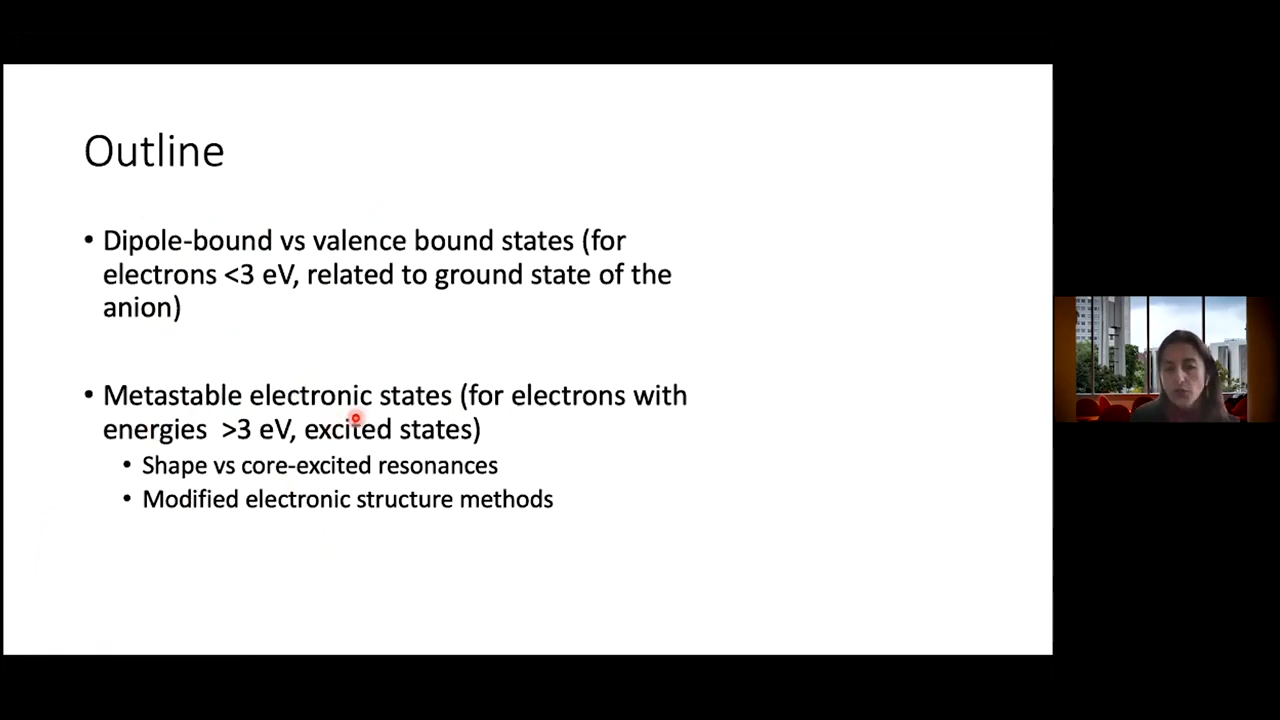 Outline
• Dipole-bound vs valence bound states (for
electrons <3 eV, related to ground state of the
anion)
• Metastable electronic states (for electrons with
energies >3 eV, excited states)
• Shape vs core-excited resonances
• Modified electronic structure methods